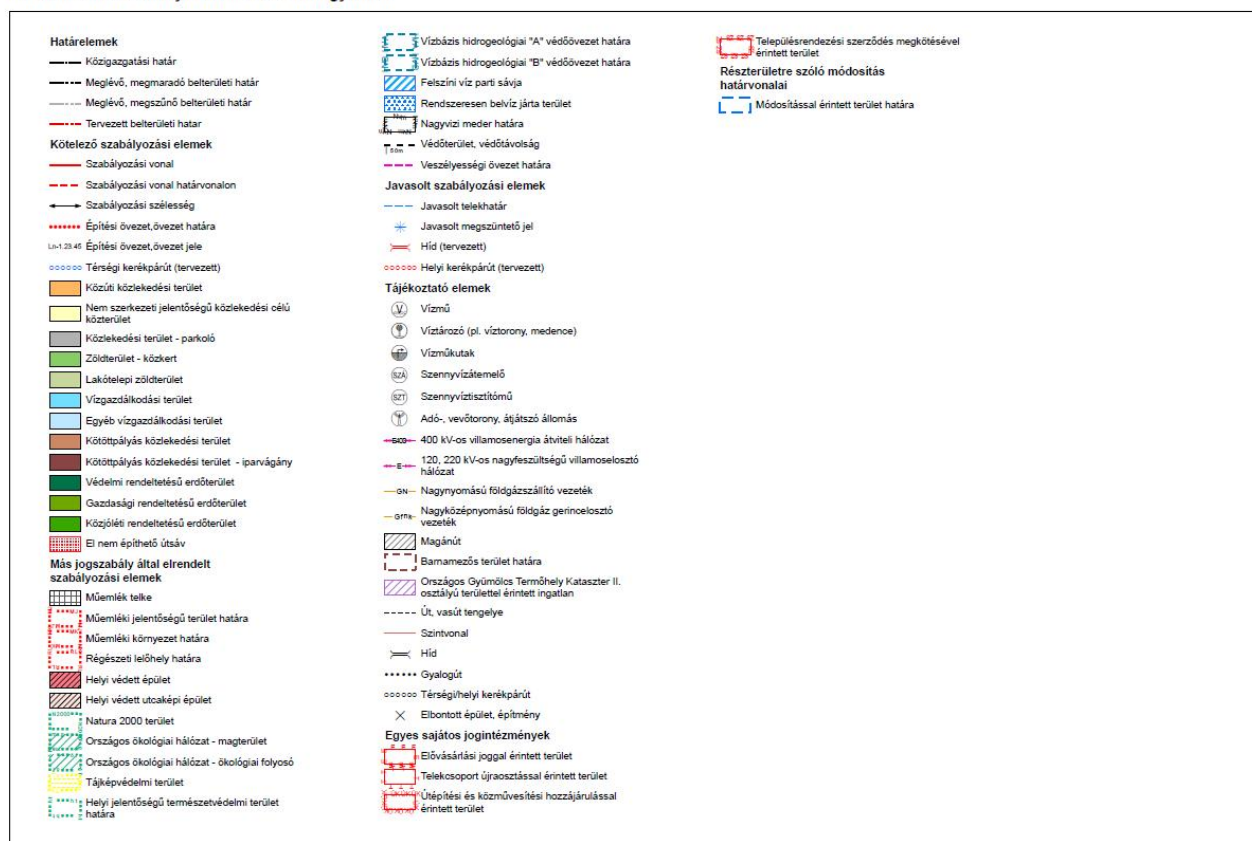 Határelemek
Közigazgatási határ
Meglévő, megmaradó belterületi határ
Meglévő, megszűnő belterületi határ
Tervezett belterületi hatar
Kötelező szabályozási elemek
Szabályozási vonal
Szabályozási vonal határvonalon
Szabályozási szélesség
Építési övezet,övezet határa
Ln-1.23.45 Építési övezet,övezet jele
Térségi kerékpárút (tervezett)
Közúti közlekedési terület
Nem szerkezeti jelentőségű közlekedési célú
közterület
Közlekedési terület - parkoló
Zöldterület - közkert
Lakótelepi zöldterület
Vízgazdálkodási terület
Egyéb vízgazdálkodási terület
Kötöttpályás közlekedési terület
Kötöttpályás közlekedési terület - iparvágány
Védelmi rendeltetésű erdőterület
Gazdasági rendeltetésű erdőterület
Közjóléti rendeltetésű erdőterület
El nem építhető útsáv
Más jogszabály által elrendelt
szabályozási elemek
Műemlék telke
Műemléki jelentőségű terület határa
Műemléki környezet határa
Régészeti lelőhely határa
Helyi védett épület
Helyi védett utcaképi épület
Natura 2000 terület
Országos ökológiai hálózat - magterület
Országos ökológiai hálózat - ökológiai folyosó
Tájképvédelmi terület
Helyi jelentőségű természetvédelmi terület
határa
Vízbázis hidrogeológiai "A" védőövezet határa
Vízbázis hidrogeológiai "B" védőövezet határa
Felszíni víz parti sávja
Rendszeresen belvíz járta terület
Nagyvizi meder határa
50m Védőterület, védőtávolság
Veszélyességi övezet határa
Javasolt szabályozási elemek
Javasolt telekhatár
Javasolt megszüntető jel
Híd (tervezett)
Helyi kerékpárút (tervezett)
Tájékoztató elemek
V Vízmű
Víztározó (pl. víztorony, medence)
Vízműkutak
SZÁ Szennyvízátemelő
SZT Szennyvíztisztítómű
Adó-, vevőtorony, átjátszó állomás
E400 400 kV-os villamosenergia átviteli hálózat
E 120, 220 kV-os nagyfeszültségű villamoselosztó
hálózat
GN Nagynyomású földgázszállító vezeték
Nagyközépnyomású földgáz gerincelosztó
vezeték
Magánút
Barnamezős terület határa
Országos Gyümölcs Termőhely Kataszter II.
osztályú területtel érintett ingatlan
Út, vasút tengelye
Szintvonal
Híd
Gyalogút
Térségi/helyi kerékpárút
Elbontott épület, építmény
Egyes sajátos jogintézmények
Elővásárlási joggal érintett terület
Telekcsoport újraosztással érintett terület
Útépítési és közművesítési hozzájárulással
érintett terület
Településrendezési szerződés megkötésével
érintett terület
Részterületre szóló módosítás
határvonalai
Módosítással érintett terület határa